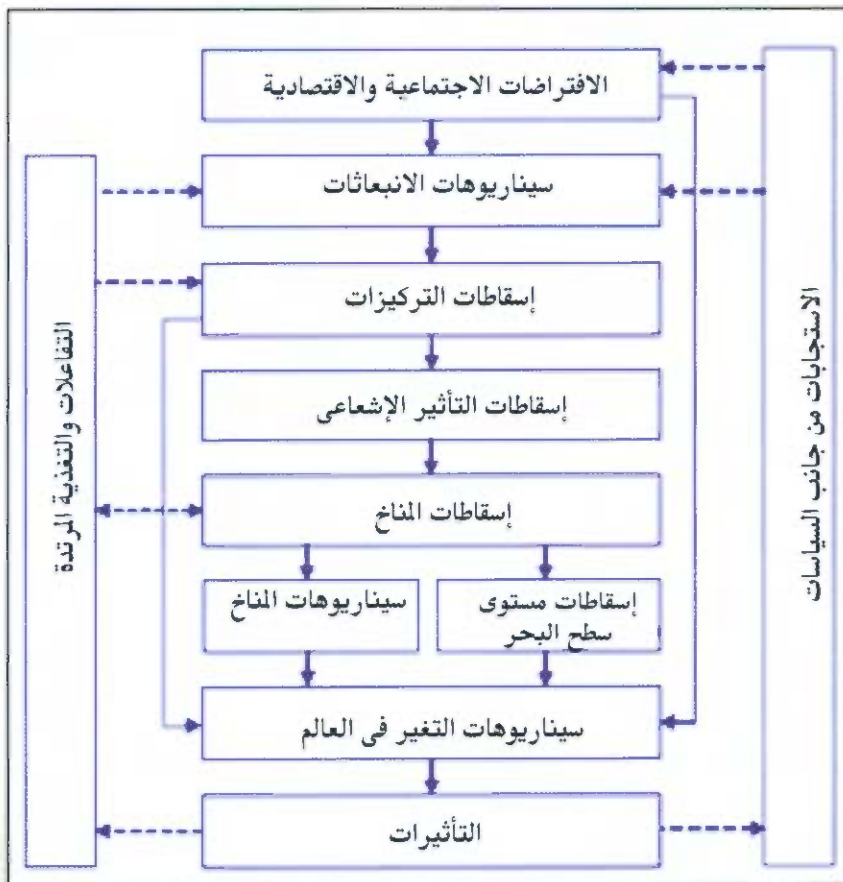 الافتراضات الاجتماعية والاقتصادية
سيناريوهات الانبعاثات
إسقاطات التركيزات
إسقاطات التأثير الإشعاعى
إسقاطات المناخ
إسقاطات مستوى
سطح البحر
سيناريوهات المناخ
سيناريوهات التغير فى العالم
التأثيرات
الاستجابات من جانب السياسات
التفاعلات والتغذية المرتدة